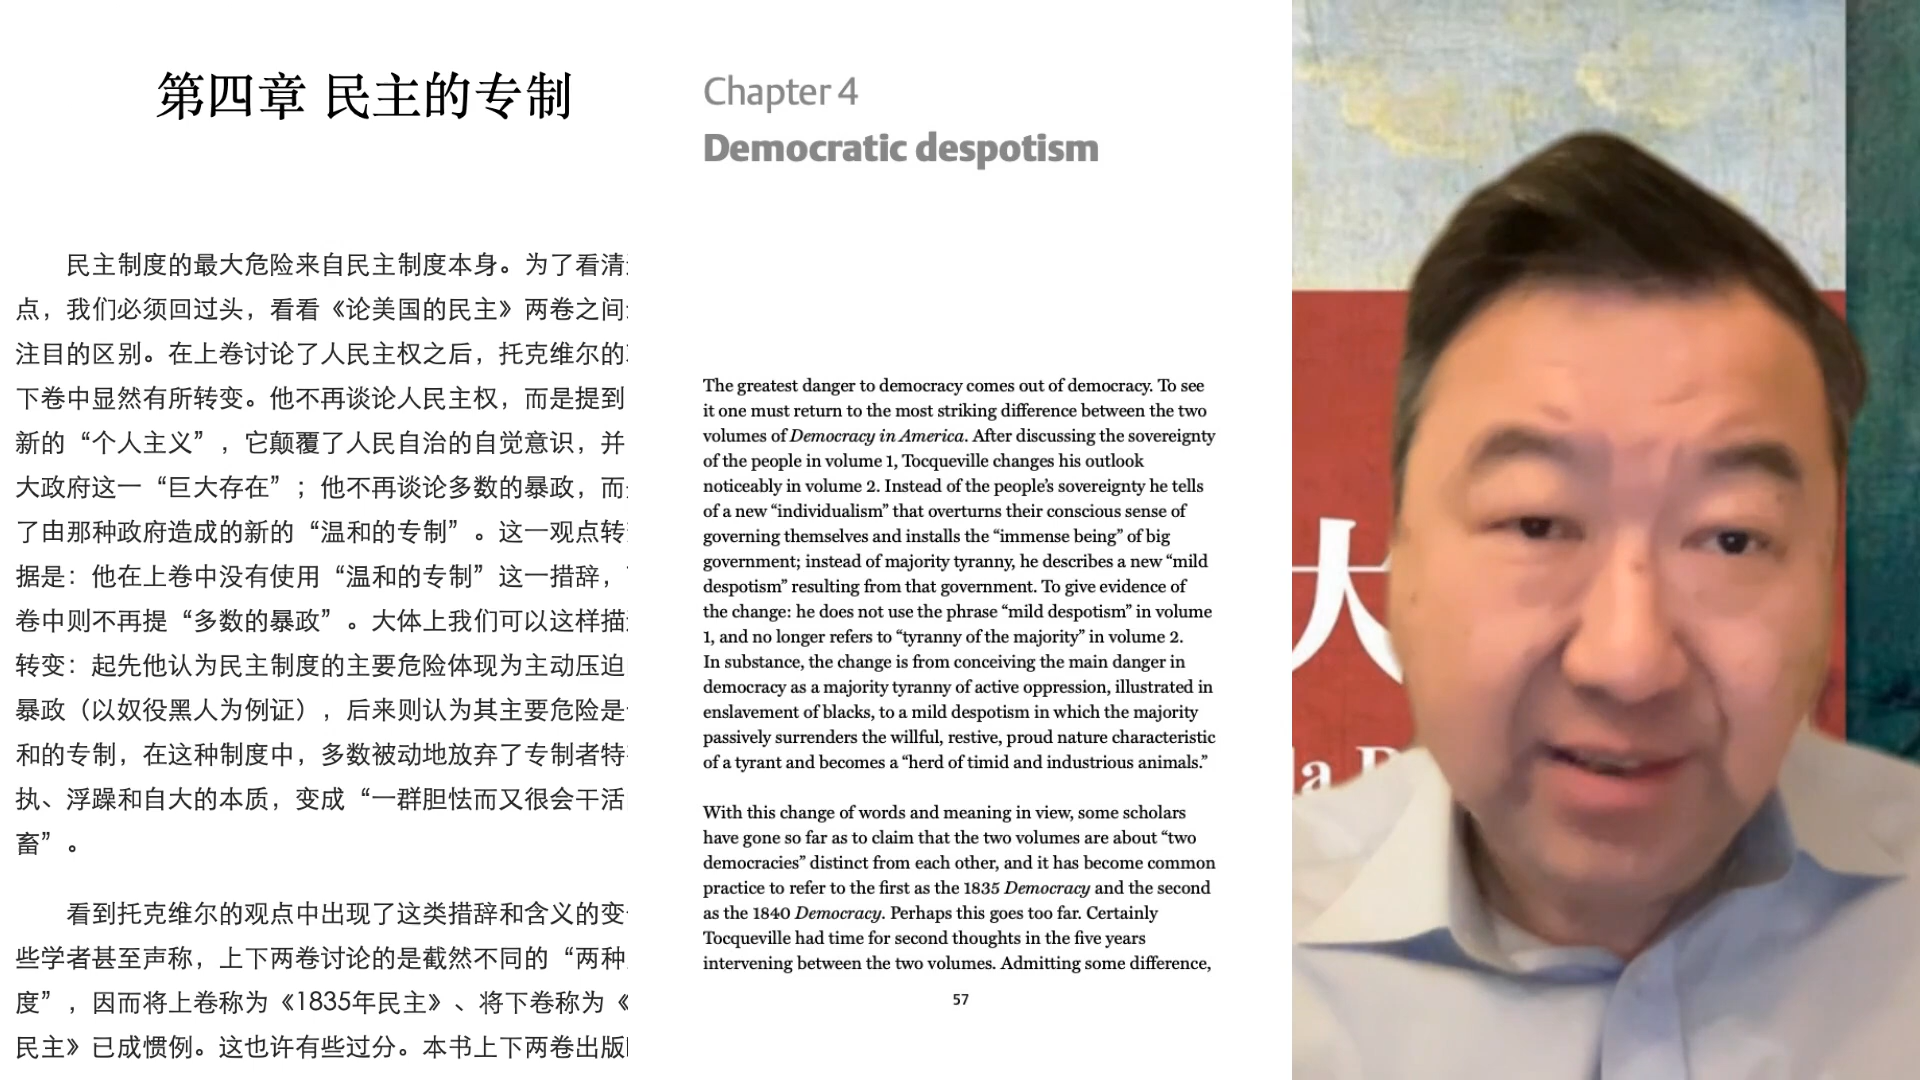 第四章 民主的专制
民主制度的最大危险来自民主制度本身。为了看清
点，我们必须回过头，看看《论美国的民主》两卷之间
注目的区别。在上卷讨论了人民主权之后，托克维尔的
下卷中显然有所转变。他不再谈论人民主权，而是提到
新的“个人主义”，它颠覆了人民自治的自觉意识，并
大政府这一“巨大存在”；他不再谈论多数的暴政，而
了由那种政府造成的新的“温和的专制”。这一观点转
据是：他在上卷中没有使用“温和的专制”这一措辞，
卷中则不再提“多数的暴政”。大体上我们可以这样描
转变：起先他认为民主制度的主要危险体现为主动压迫
暴政（以奴役黑人为例证），后来则认为其主要危险是
和的专制，在这种制度中，多数被动地放弃了专制者特
执、浮躁和自大的本质，变成“一群胆怯而又很会干活
畜”。
看到托克维尔的观点中出现了这类措辞和含义的变
些学者甚至声称，上下两卷讨论的是截然不同的“两种
度”，因而将上卷称为《1835年民主》、将下卷称为《
民主》已成惯例。这也许有些过分。本书上下两卷出版
Chapter 4
Democratic despotism
The greatest danger to democracy comes out of democracy. To see
it one must return to the most striking difference between the two
volumes of Democracy in America. After discussing the sovereignty
of the people in volume 1, Tocqueville changes his outlook
noticeably in volume 2. Instead of the people’s sovereignty he tells
of a new “individualism” that overturns their conscious sense of
governing themselves and installs the “immense being” of big
government; instead of majority tyranny, he describes a new “mild
despotism” resulting from that government. To give evidence of
the change: he does not use the phrase “mild despotism” in volume
1, and no longer refers to “tyranny of the majority” in volume 2.
In substance, the change is from conceiving the main danger in
democracy as a majority tyranny of active oppression, illustrated in
enslavement of blacks, to a mild despotism in which the majority
passively surrenders the willful, restive, proud nature characteristic
of a tyrant and becomes a “herd of timid and industrious animals.”
With this change of words and meaning in view, some scholars
have gone so far as to claim that the two volumes are about “two
democracies” distinct from each other, and it has become common
practice to refer to the first as the 1835 Democracy and the second
as the 1840 Democracy. Perhaps this goes too far. Certainly
Tocqueville had time for second thoughts in the five years
intervening between the two volumes. Admitting some difference,
57
大
la